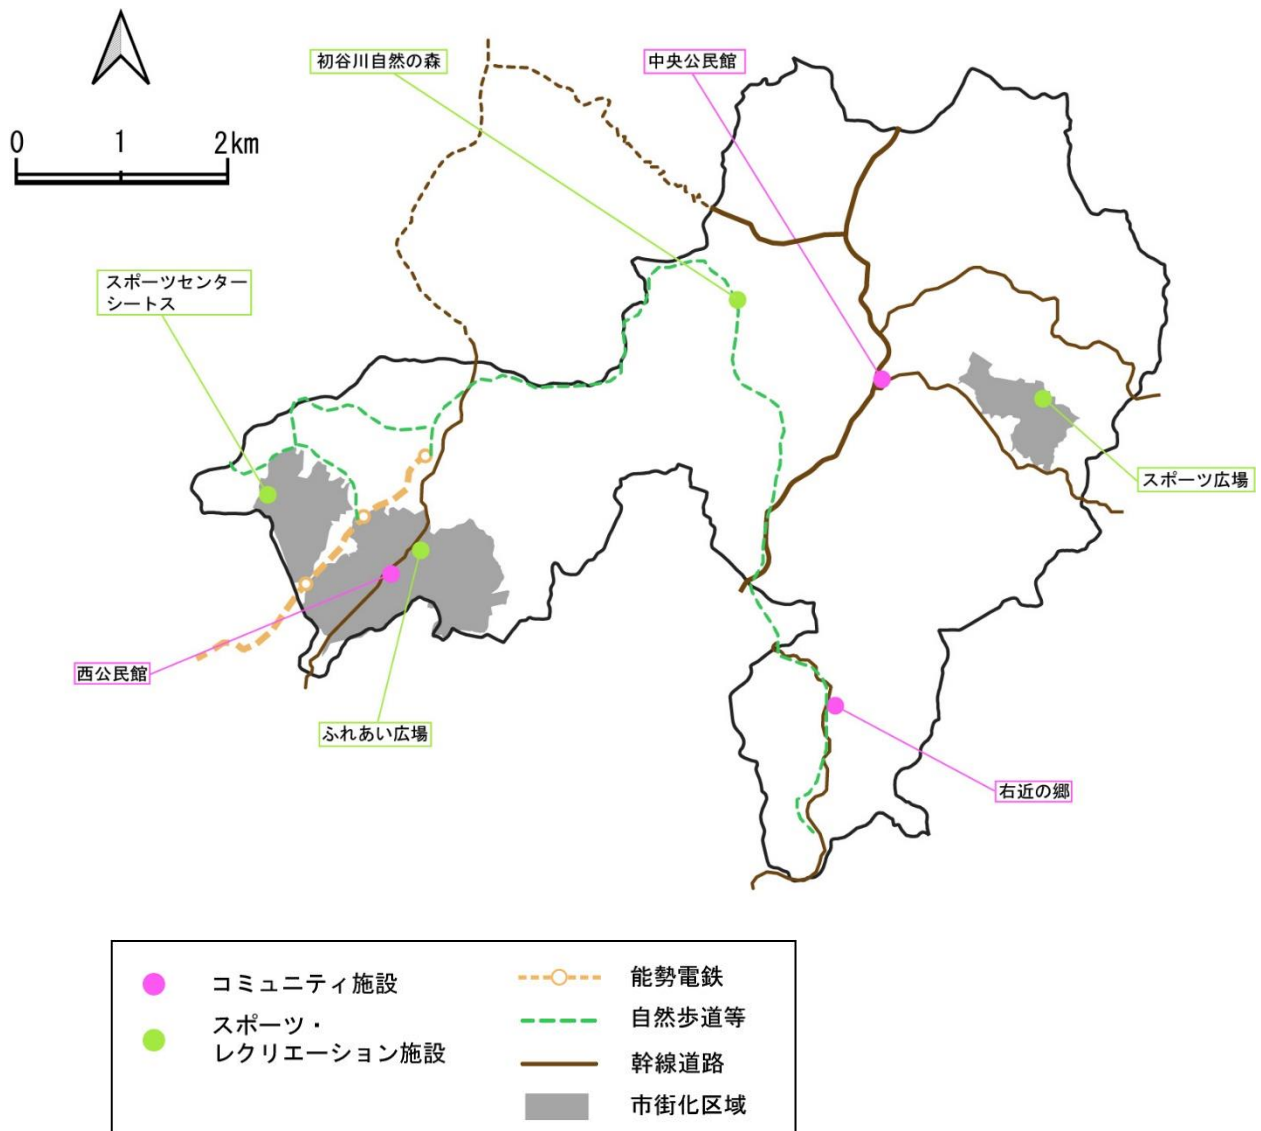 初谷川自然の森
中央公民館
0 1 2km
スポーツセンター
シートス
スポーツ広場
西公民館
ふれあい広場
右近の郷
コミュニティ施設
スポーツ・
レクリエーション施設
能勢電鉄
自然歩道等
幹線道路
市街化区域